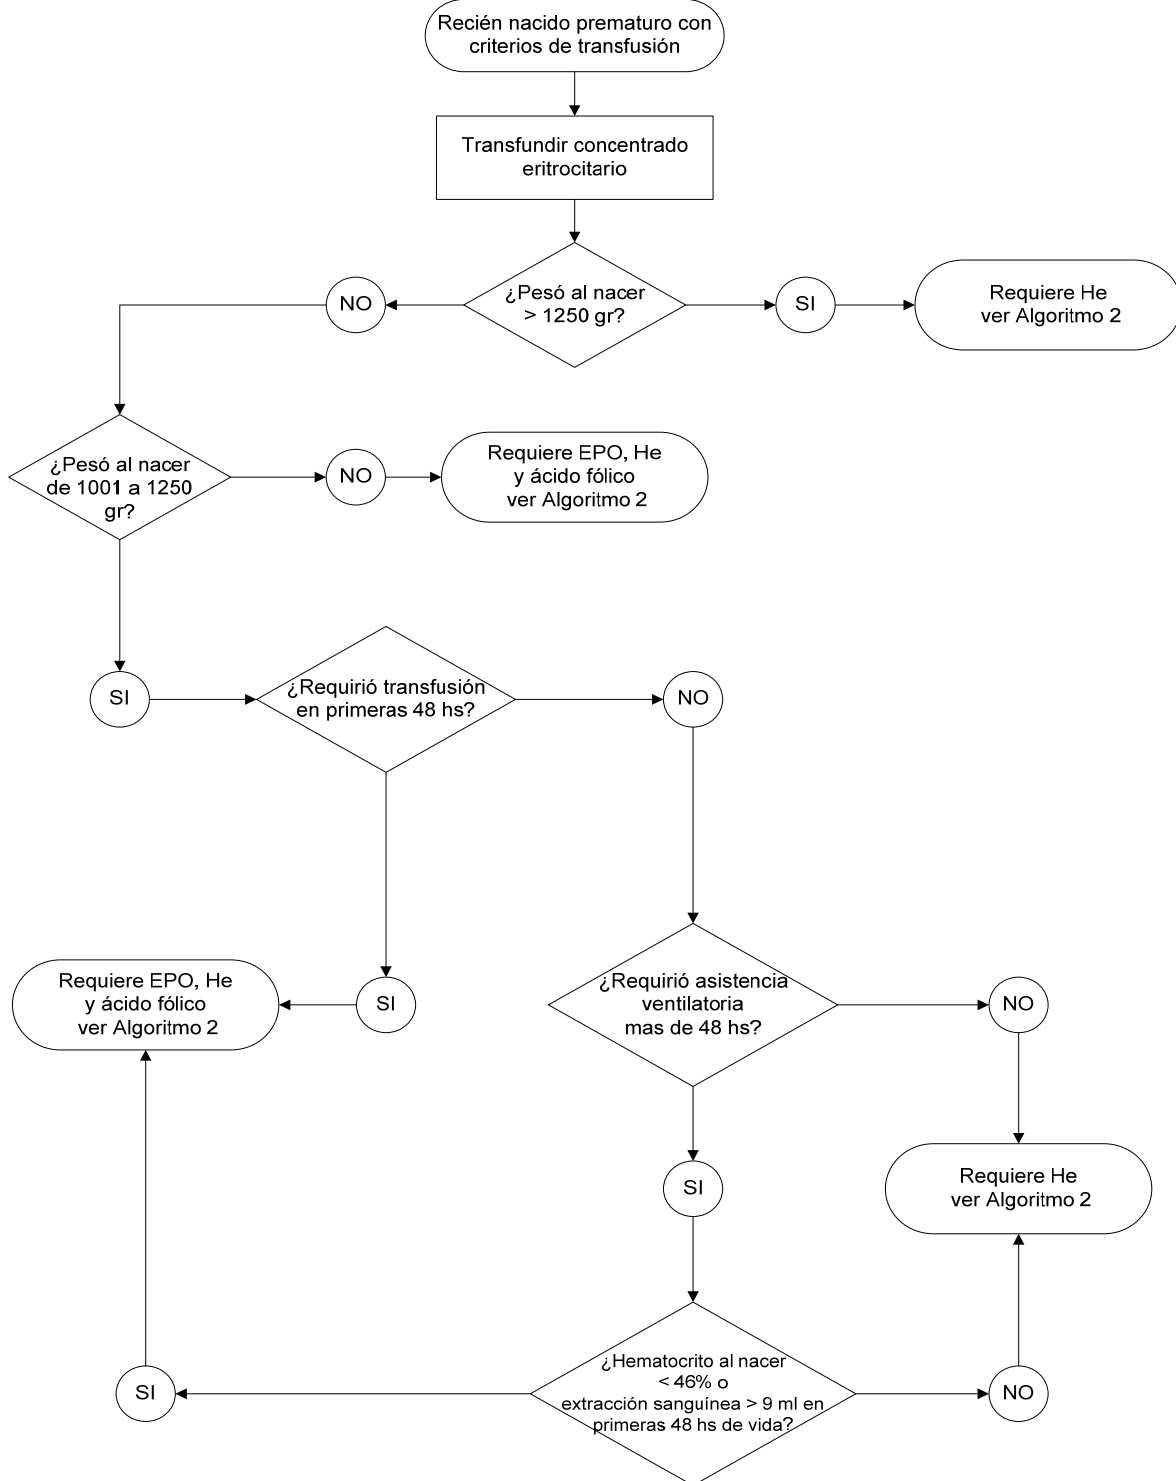 Recién nacido prematuro con
criterios de transfusión
Transfundir concentrado
eritrocitario
¿Pesó al nacer
> 1250 gr?
NO
SI
Requiere He
ver Algoritmo 2
¿Pesó al nacer
de 1001 a 1250
gr?
NO
Requiere EPO, He
y ácido fólico
ver Algoritmo 2
SI
¿Requirió transfusión
en primeras 48 hs?
NO
Requiere EPO, He
y ácido fólico
ver Algoritmo 2
SI
¿Requirió asistencia
ventilatoria
mas de 48 hs?
NO
SI
Requiere He
ver Algoritmo 2
SI
¿Hematocrito al nacer
< 46% o
extracción sanguínea > 9 ml en
primeras 48 hs de vida?
NO